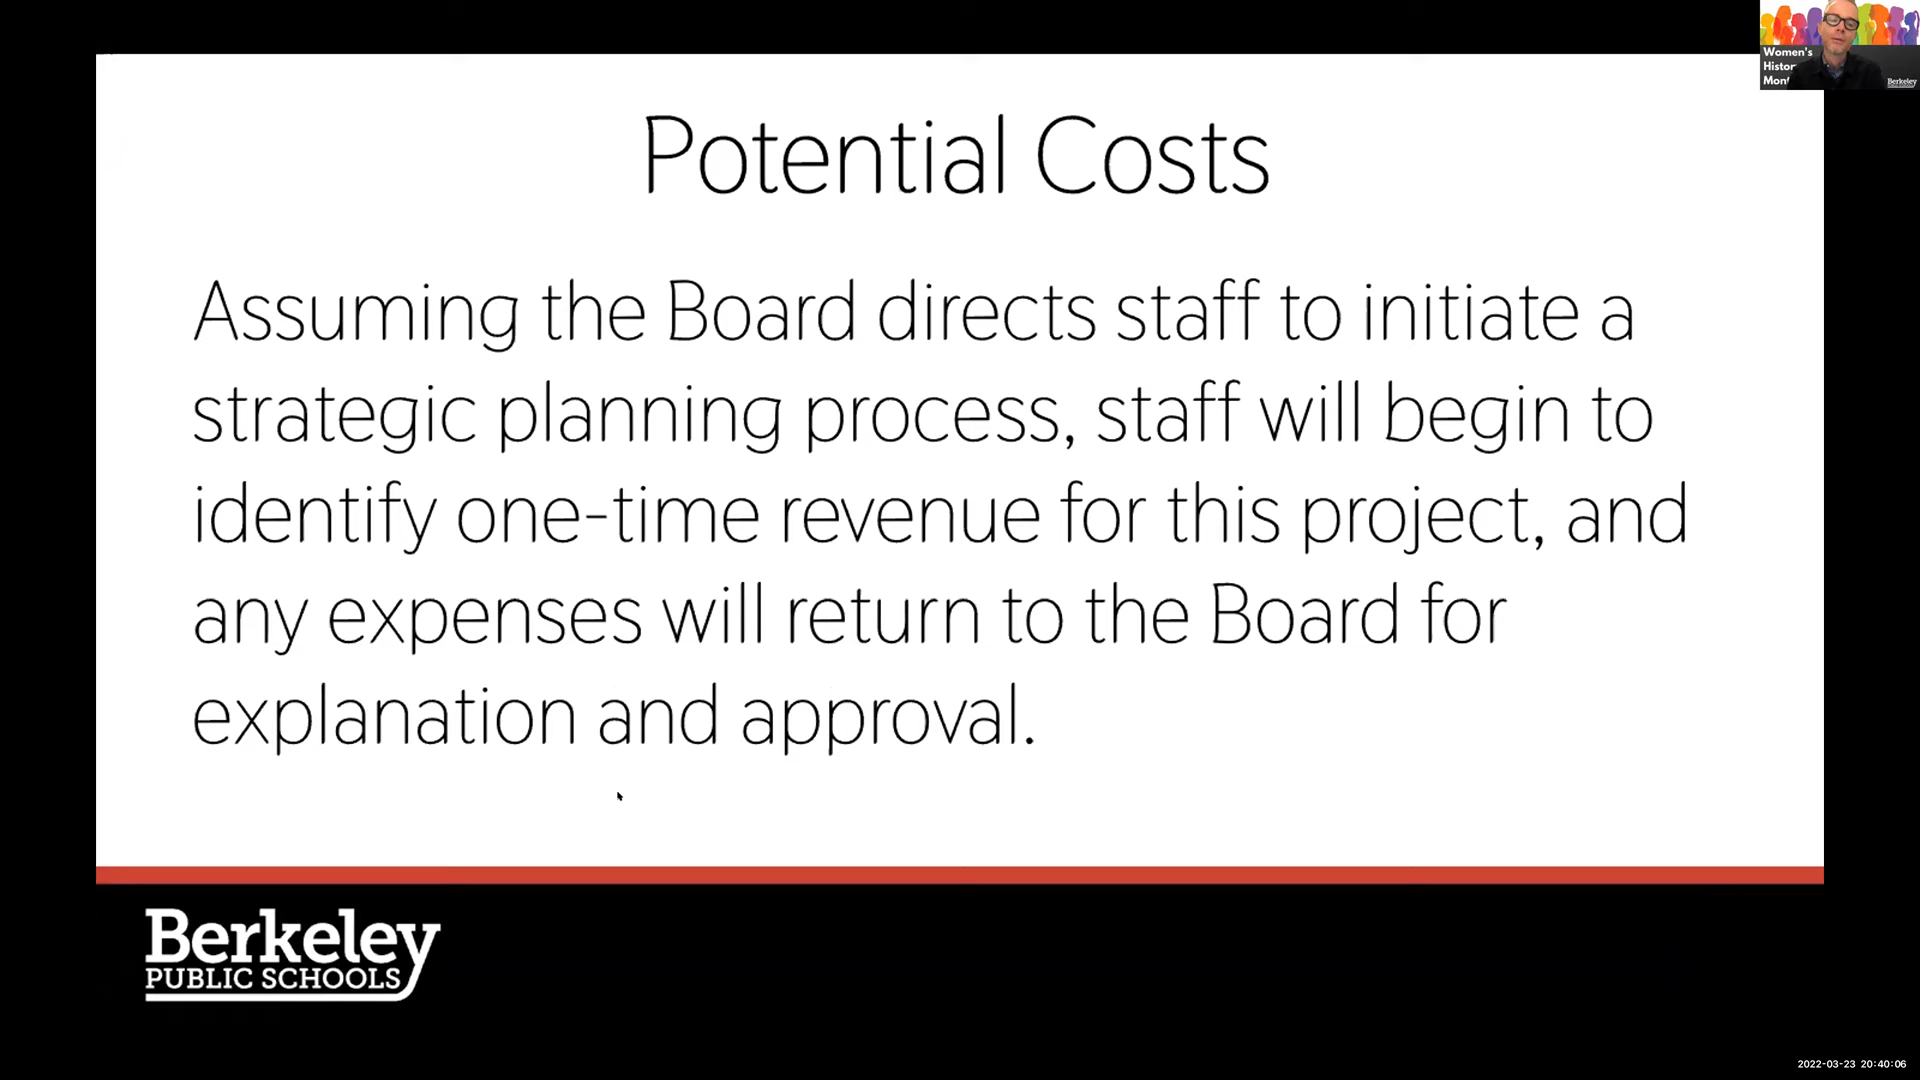 Women's
Histor
Mont
Berkeley
Potential Costs
Assuming the Board directs staff to initiate a
strategic planning process, staff will begin to
identify one-time revenue for this project, and
any expenses will return to the Board for
explanation and approval.
Berkeley
PUBLIC SCHOOLS
2022-03-23 20:40:06